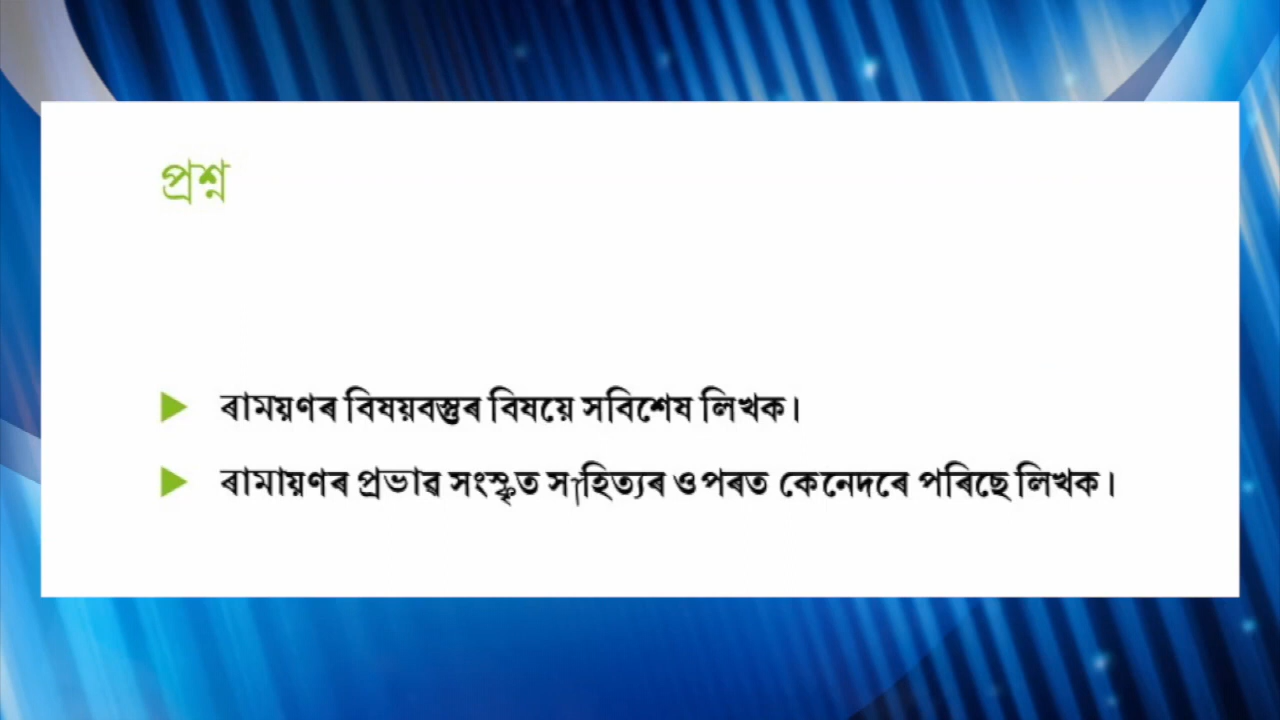 প্ৰশ্ন
ৰাময়ণৰ বিষয়বস্তুৰ বিষয়ে সবিশেষ লিখক।
ৰামায়ণৰ প্ৰভাৱ সংস্কৃত সাহিত্যৰ ওপৰত কেনেদৰে পৰিছে লিখক।